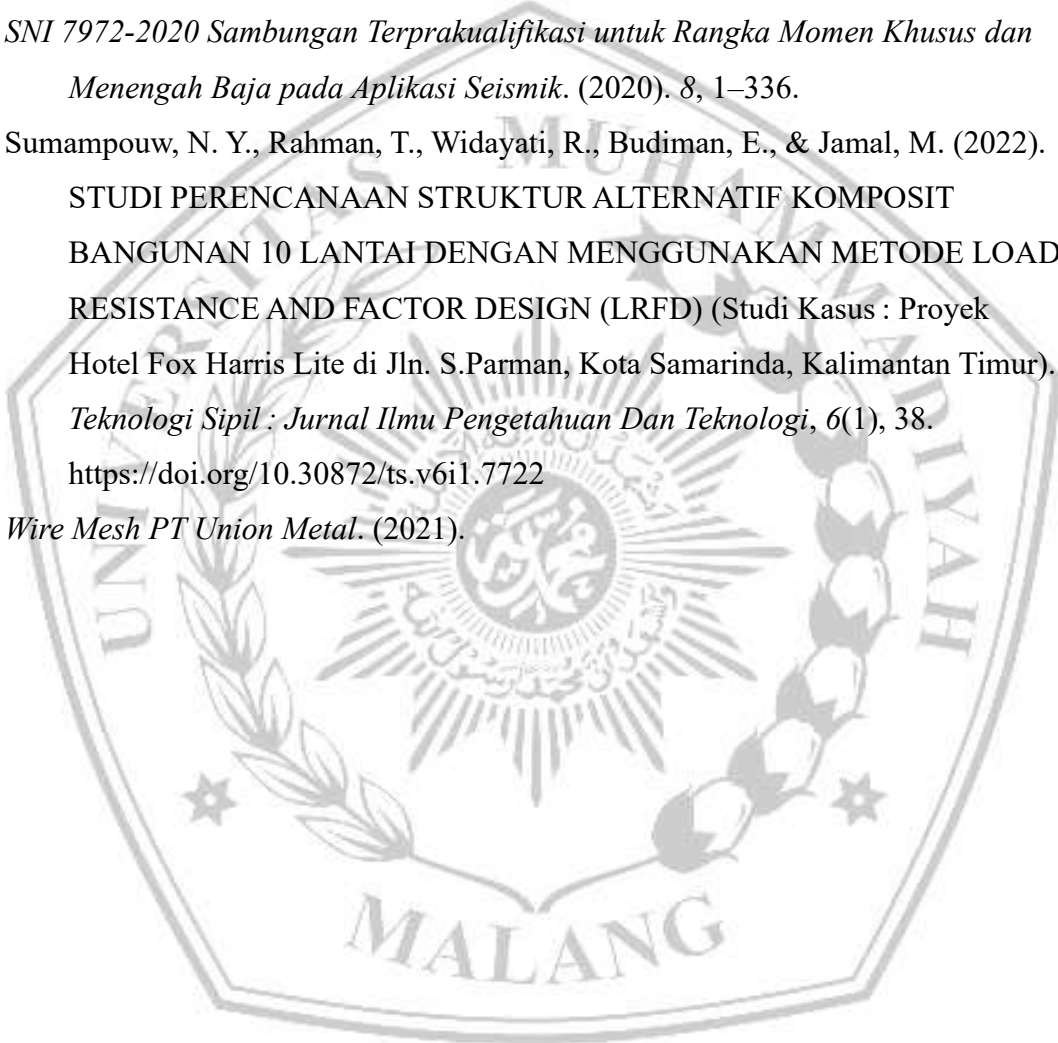 SNI 7972-2020 Sambungan Terprakualifikasi untuk Rangka Momen Khusus dan
Menengah Baja pada Aplikasi Seismik. (2020). 8, 1–336.
Sumampouw, N. Y., Rahman, T., Widayati, R., Budiman, E., & Jamal, M. (2022).
STUDI PERENCANAAN STRUKTUR ALTERNATIF KOMPOSIT
BANGUNAN 10 LANTAI DENGAN MENGGUNAKAN METODE LOAD
RESISTANCE AND FACTOR DESIGN (LRFD) (Studi Kasus : Proyek
Hotel Fox Harris Lite di Jln. S.Parman, Kota Samarinda, Kalimantan Timur).
Teknologi Sipil : Jurnal Ilmu Pengetahuan Dan Teknologi, 6(1), 38.
https://doi.org/10.30872/ts.v6i1.7722
Wire Mesh PT Union Metal. (2021).
UNIVERSITAS MUHAMMADIYAH
MALANG